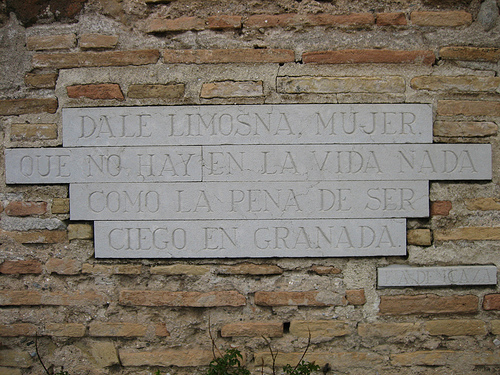 DALE LIMOSNA, MUJER,
QUE NO HAY EN LA VIDA NADA
COMO LA PENA DE SER
CIEGO EN GRANADA.